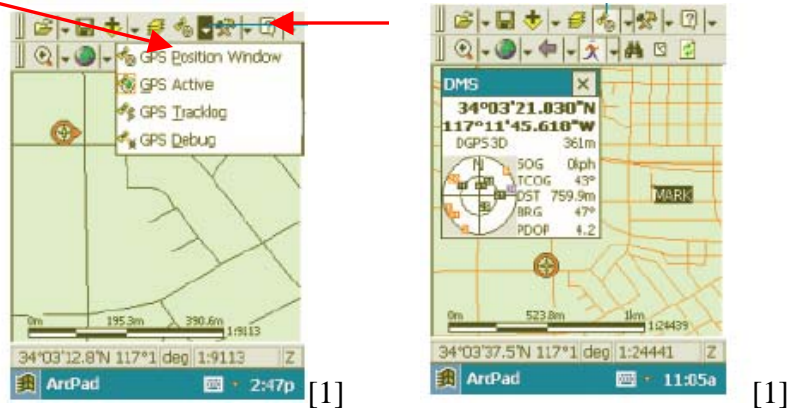 GPS Position Window
GPS Active
GPS Tracklog
GPS Debug
0m 195.3m 390.6m
1:9113
34°03'12.8"N 117°1 deg 1:9113 Z
ArcPad 2:47p
[1]
DMS
34°03'21.030"N
117°11'45.610"W
DGPS3D 361m
N
SOG 0kph
TCOG 43°
DST 759.9m
BRG 47°
PDOP 4.2
MARK
0m 523.8m 1km
1:24439
34°03'37.5"N 117°1 deg 1:24441 Z
ArcPad 11:05a
[1]